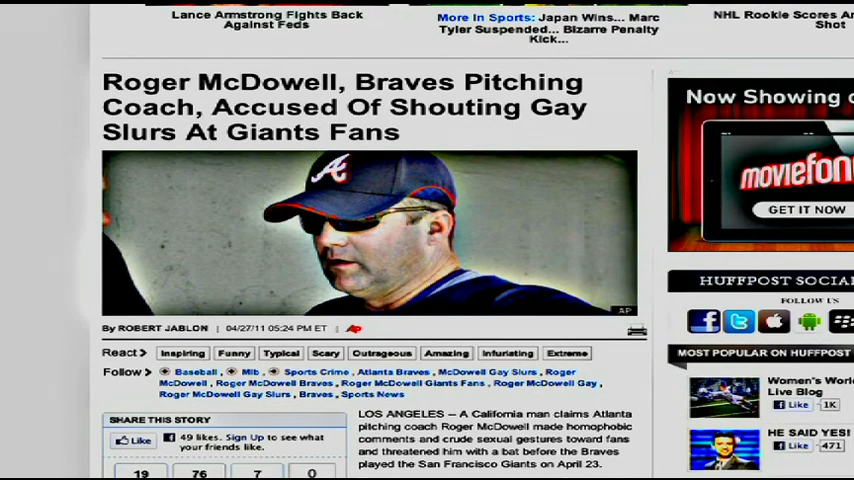 Lance Armstrong Fights Back
Against Feds
More In Sports: Japan Wins... Marc
Tyler Suspended... Bizarre Penalty
Kick...
NHL Rookie Scores
Shot
Roger McDowell, Braves Pitching
Coach, Accused Of Shouting Gay
Slurs At Giants Fans
A
AP
By ROBERT JABLON | 04/27/11 05:24 PM ET | AP
React > Inspiring Funny Typical Scary Outrageous Amazing Infuriating Extreme
Follow > Baseball, Mlb, Sports Crime, Atlanta Braves, McDowell Gay Slurs, Roger
McDowell, Roger McDowell Braves, Roger McDowell Giants Fans, Roger McDowell Gay,
Roger McDowell Gay Slurs, Braves, Sports News
SHARE THIS STORY
Like 49 likes. Sign Up to see what
your friends like.
19 76 7 0
LOS ANGELES — A California man claims Atlanta
pitching coach Roger McDowell made homophobic
comments and crude sexual gestures toward fans
and threatened him with a bat before the Braves
played the San Francisco Giants on April 23.
Now Showing
moviefon
GET IT NOW
HUFFPOST SOCIA
FOLLOW US
MOST POPULAR ON HUFFPOST
Women's Worl
Live Blog
Like 1K
HE SAID YES!
Like 471